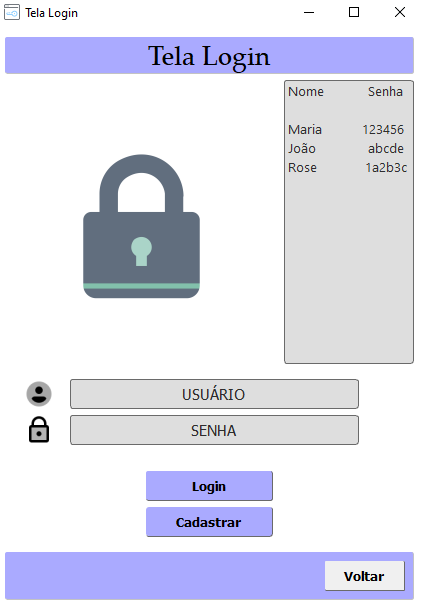 Tela Login
Tela Login
Nome Senha
Maria 123456
João abcde
Rose 1a2b3c
USUÁRIO
SENHA
Login
Cadastrar
Voltar